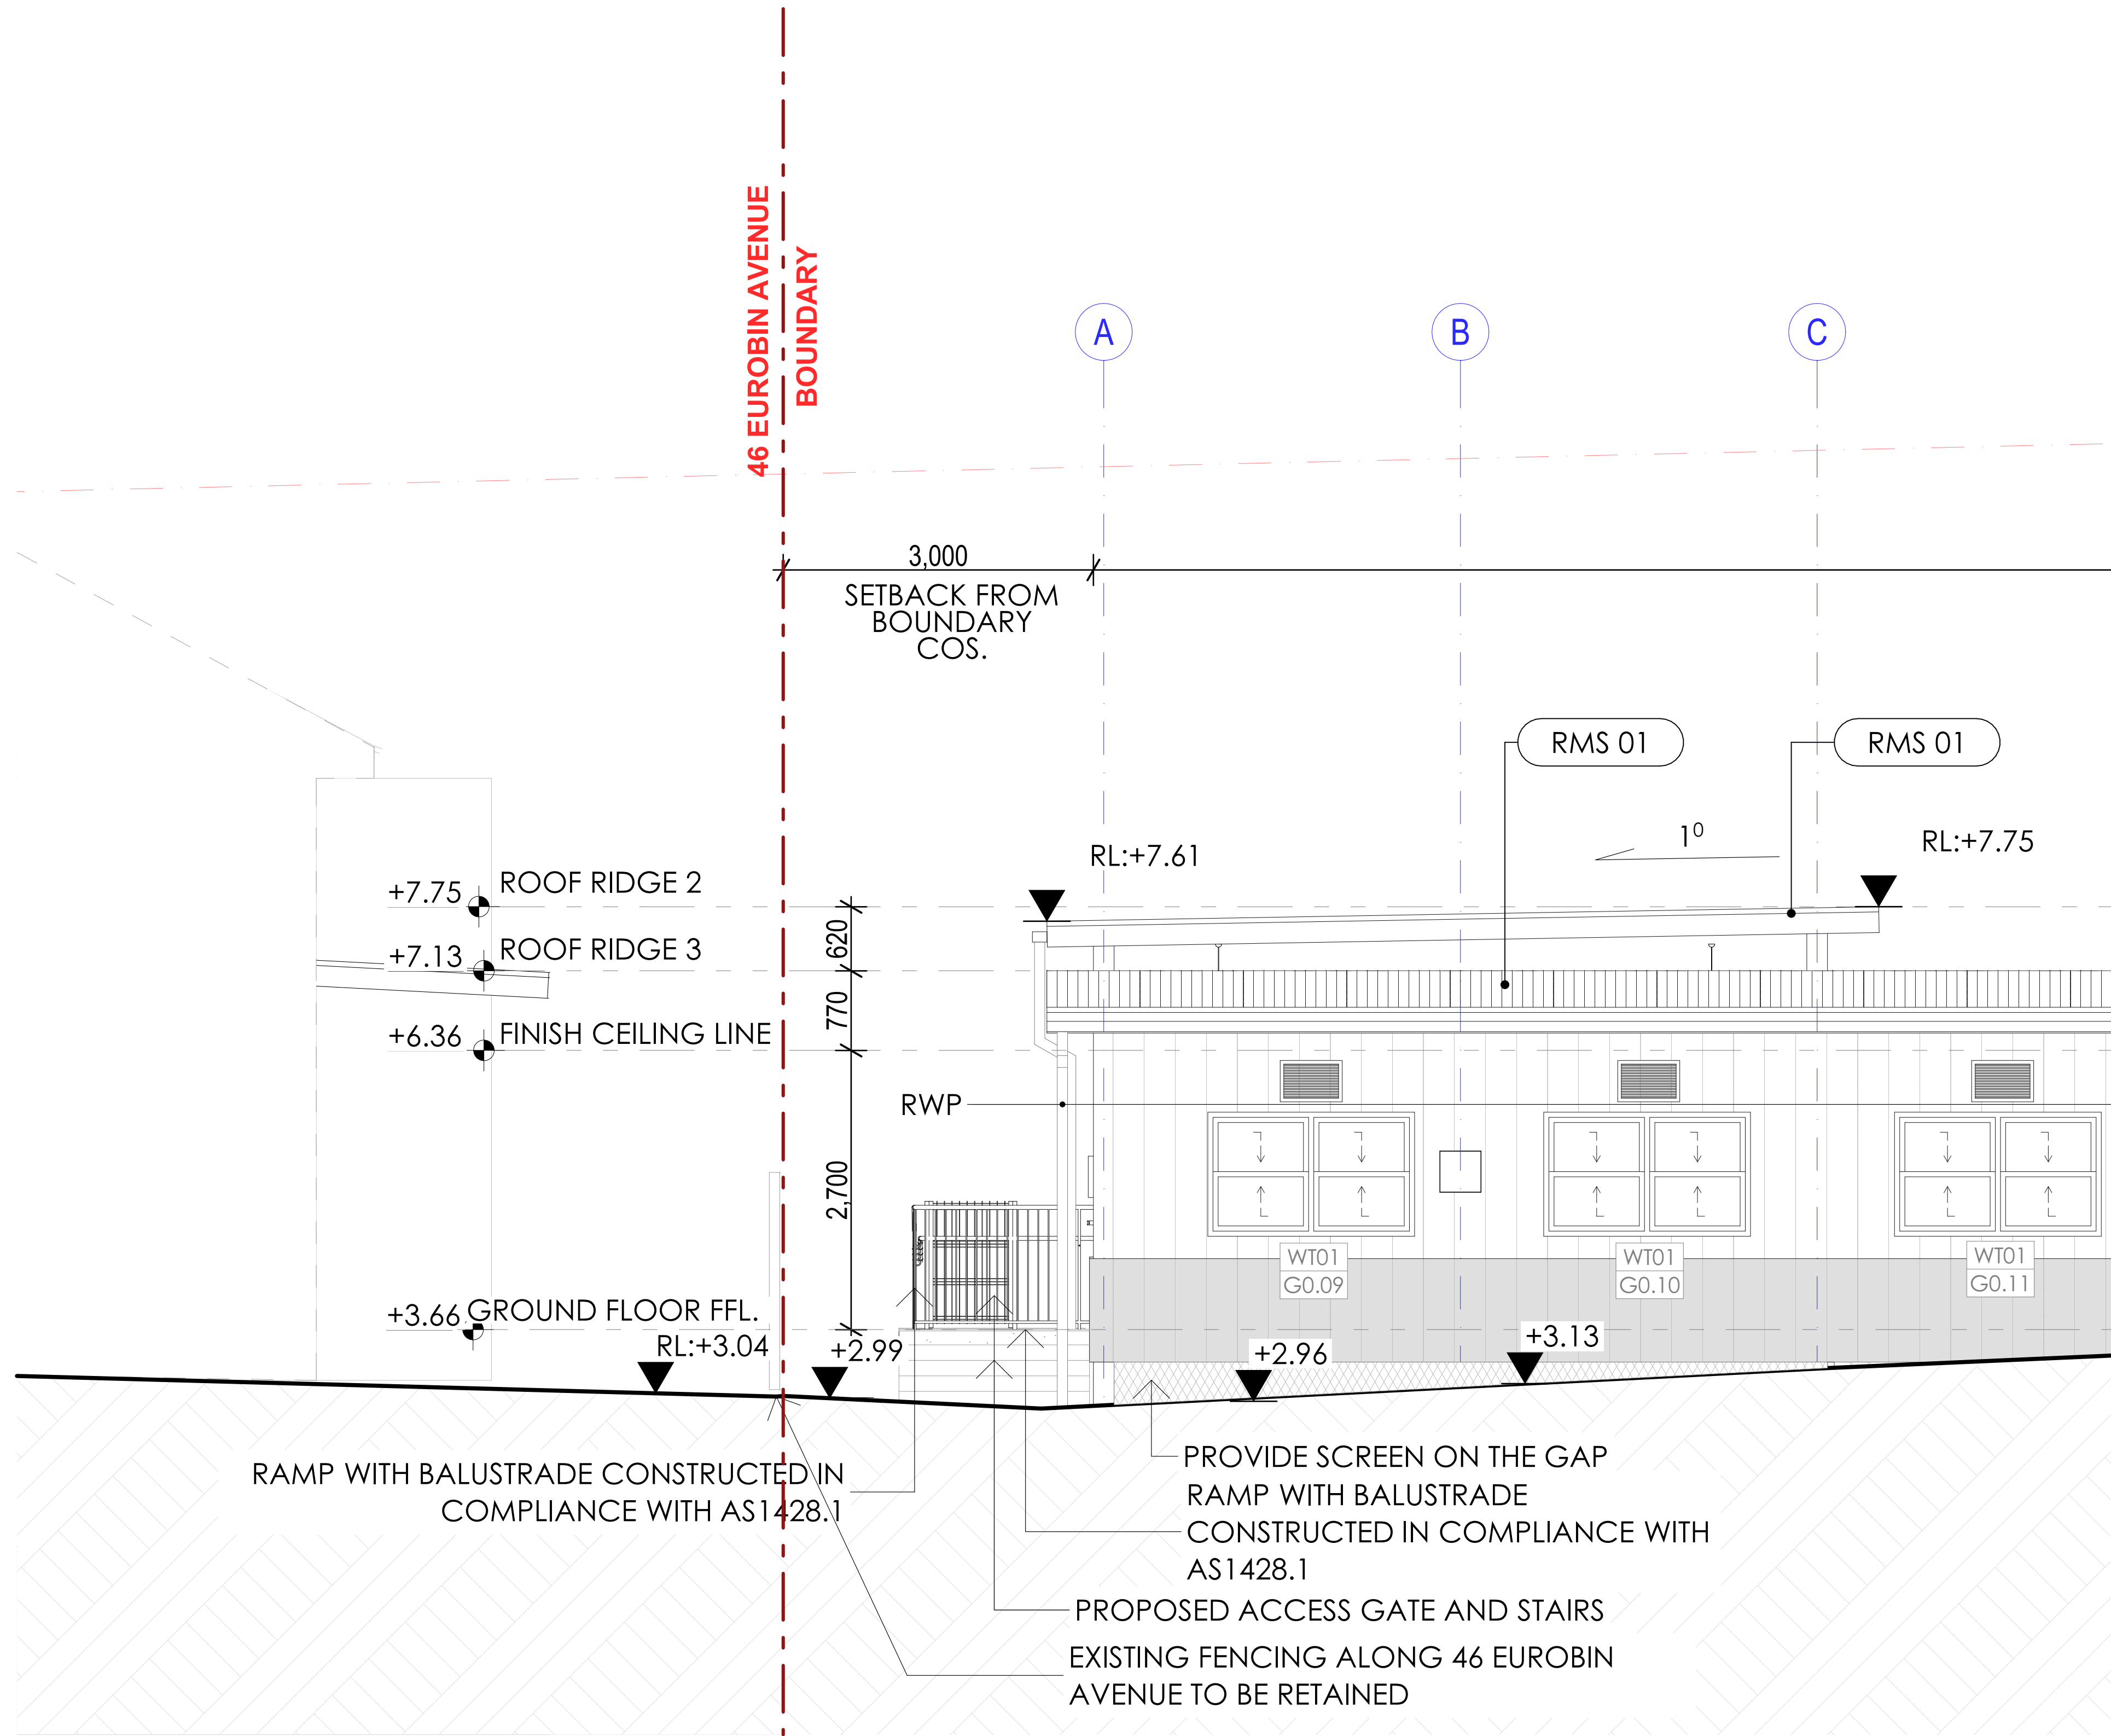 46 EUROBIN AVENUE
BOUNDARY
A
B
C
3,000
SETBACK FROM
BOUNDARY
COS.
RMS 01
RMS 01
1⁰
RL:+7.61
RL:+7.75
+7.75
ROOF RIDGE 2
620
+7.13
ROOF RIDGE 3
770
+6.36
FINISH CEILING LINE
RWP
2,700
WT01
G0.09
WT01
G0.10
WT01
G0.11
+3.66
GROUND FLOOR FFL.
RL:+3.04
+2.99
+2.96
+3.13
RAMP WITH BALUSTRADE CONSTRUCTED IN
COMPLIANCE WITH AS1428.1
PROVIDE SCREEN ON THE GAP
RAMP WITH BALUSTRADE
CONSTRUCTED IN COMPLIANCE WITH
AS1428.1
PROPOSED ACCESS GATE AND STAIRS
EXISTING FENCING ALONG 46 EUROBIN
AVENUE TO BE RETAINED